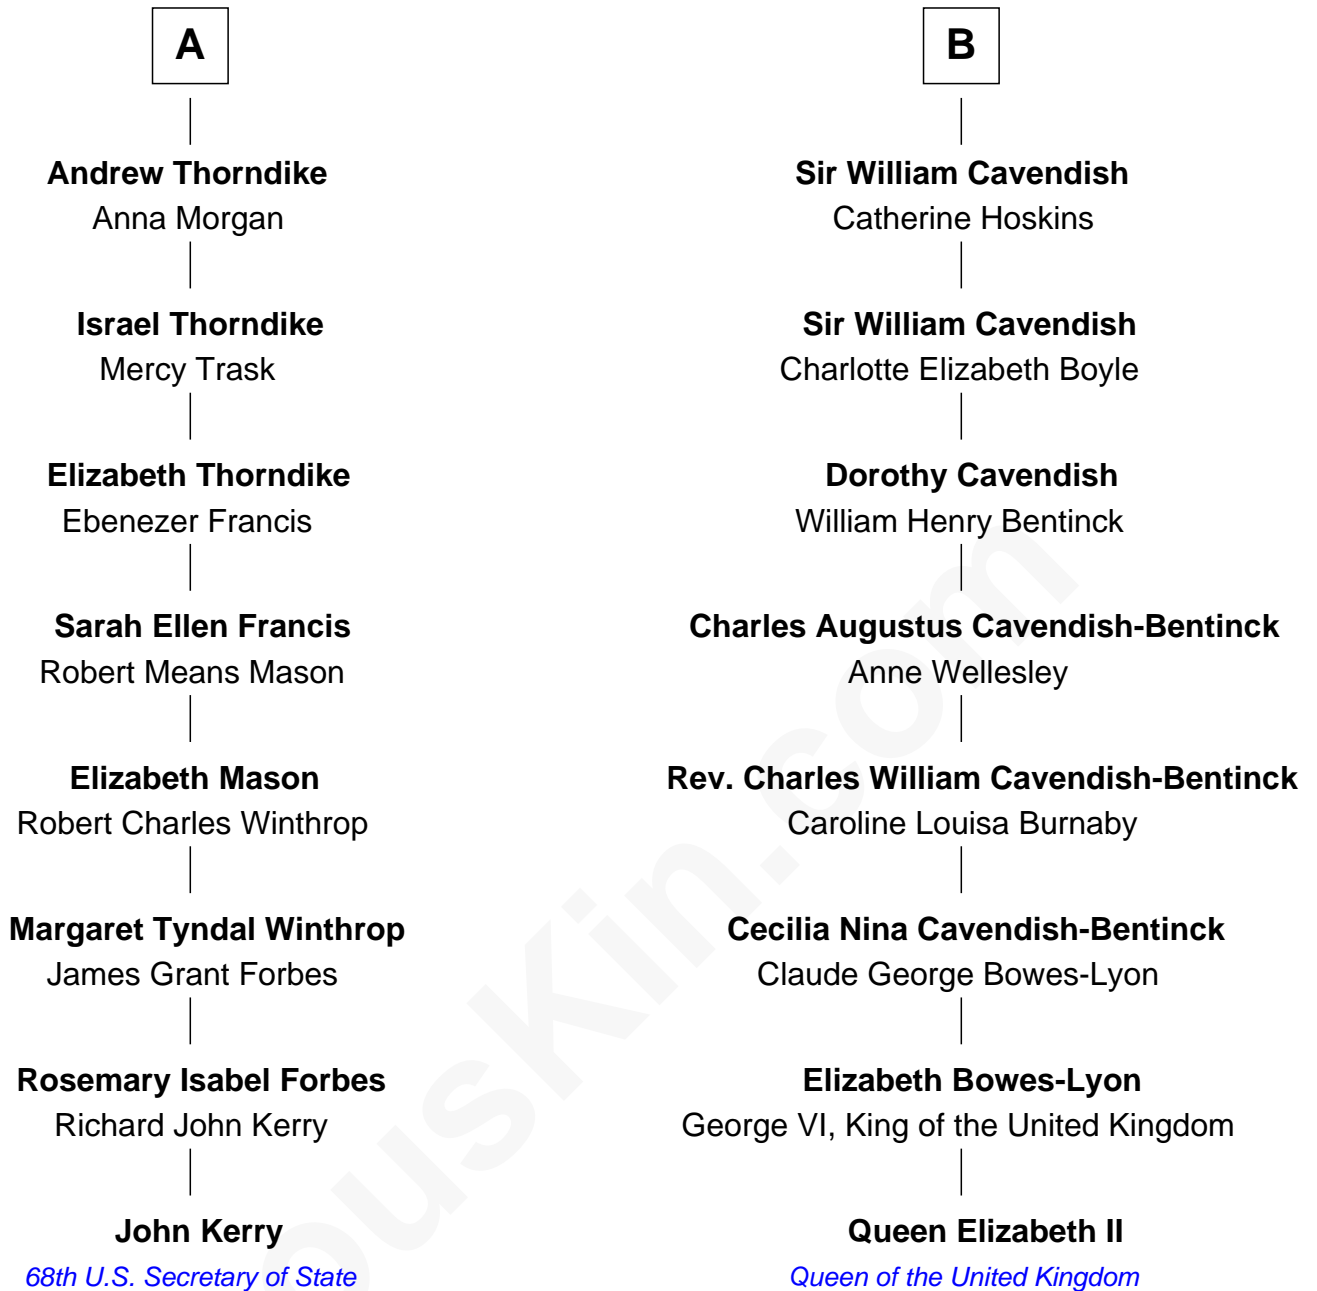 A
Andrew Thorndike
Anna Morgan
Israel Thorndike
Mercy Trask
Elizabeth Thorndike
Ebenezer Francis
Sarah Ellen Francis
Robert Means Mason
Elizabeth Mason
Robert Charles Winthrop
Margaret Tyndal Winthrop
James Grant Forbes
Rosemary Isabel Forbes
Richard John Kerry
John Kerry
68th U.S. Secretary of State
B
Sir William Cavendish
Catherine Hoskins
Sir William Cavendish
Charlotte Elizabeth Boyle
Dorothy Cavendish
William Henry Bentinck
Charles Augustus Cavendish-Bentinck
Anne Wellesley
Rev. Charles William Cavendish-Bentinck
Caroline Louisa Burnaby
Cecilia Nina Cavendish-Bentinck
Claude George Bowes-Lyon
Elizabeth Bowes-Lyon
George VI, King of the United Kingdom
Queen Elizabeth II
Queen of the United Kingdom
ousKin.com